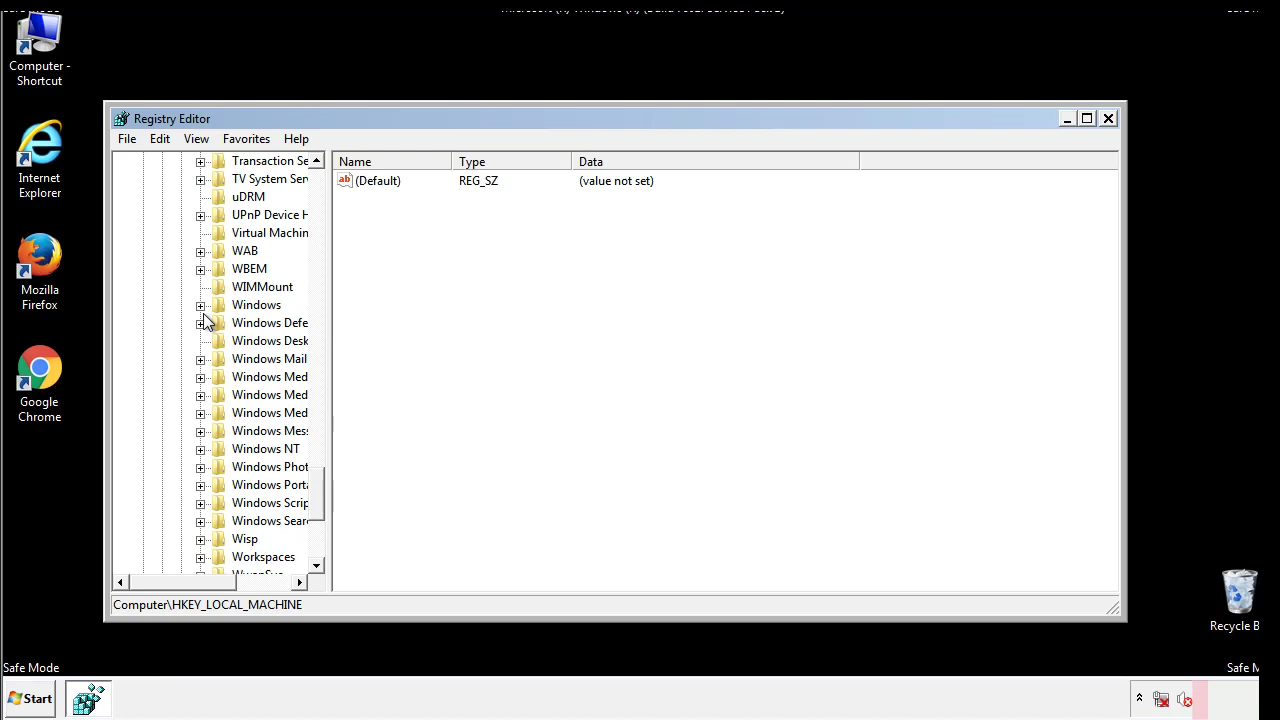 Computer -
Shortcut
Internet
Explorer
Mozilla
Firefox
Google
Chrome
Registry Editor
File Edit View Favorites Help
Name Type Data
(Default) REG_SZ (value not set)
Transaction Se
TV System Serv
uDRM
UPnP Device H
Virtual Machin
WAB
WBEM
WIMMount
Windows
Windows Defe
Windows Desk
Windows Mail
Windows Med
Windows Med
Windows Med
Windows Mess
Windows NT
Windows Phot
Windows Porta
Windows Scrip
Windows Sear
Wisp
Workspaces
Computer\HKEY_LOCAL_MACHINE
Recycle B
Safe Mode
Safe M
Start